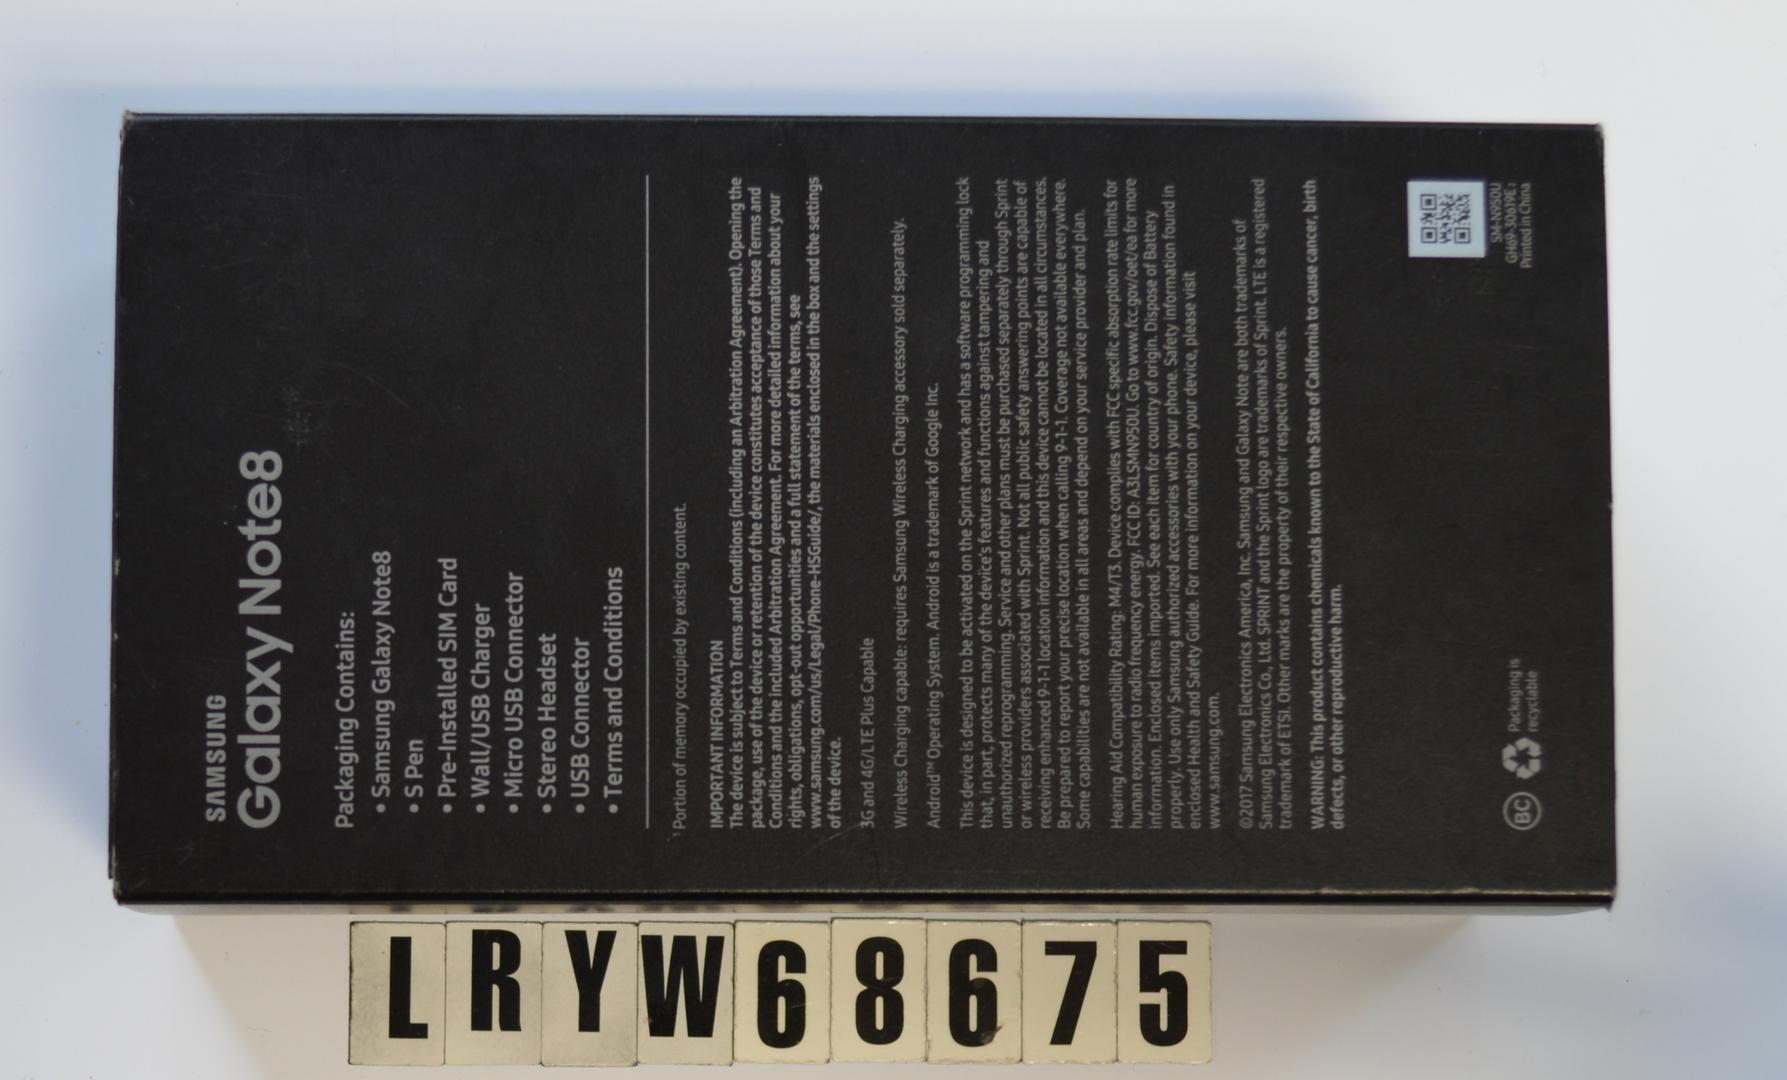 SAMSUNG
Galaxy Note8
Packaging Contains:
• Samsung Galaxy Note8
• S Pen
• Pre-Installed SIM Card
• Wall/USB Charger
• Micro USB Connector
• Stereo Headset
• USB Connector
• Terms and Conditions
¹ Portion of memory occupied by existing content.
IMPORTANT INFORMATION
The device is subject to Terms and Conditions (including an Arbitration Agreement). Opening the
package, use of the device or retention of the device constitutes acceptance of those Terms and
Conditions and the included Arbitration Agreement. For more detailed information about your
rights, obligations, opt-out opportunities and a full statement of the terms, see
www.samsung.com/us/Legal/Phone-HSGuide/, the materials enclosed in the box and the settings
of the device.
3G and 4G/LTE Plus Capable
Wireless Charging capable: requires Samsung Wireless Charging accessory sold separately.
Android™ Operating System. Android is a trademark of Google Inc.
This device is designed to be activated on the Sprint network and has a software programming lock
that, in part, protects many of the device's features and functions against tampering and
unauthorized reprogramming. Service and other plans must be purchased separately through Sprint
or wireless providers associated with Sprint. Not all public safety answering points are capable of
receiving enhanced 9-1-1 location information and this device cannot be located in all circumstances.
Be prepared to report your precise location when calling 9-1-1. Coverage not available everywhere.
Some capabilities are not available in all areas and depend on your service provider and plan.
Hearing Aid Compatibility Rating: M4/T3. Device complies with FCC specific absorption rate limits for
human exposure to radio frequency energy. FCC ID: A3LSMN950U. Go to www.fcc.gov/oet/ea for more
information. Enclosed items imported. See each item for country of origin. Dispose of Battery
properly. Use only Samsung authorized accessories with your phone. Safety Information found in
enclosed Health and Safety Guide. For more information on your device, please visit
www.samsung.com.
©2017 Samsung Electronics America, Inc. Samsung and Galaxy Note are both trademarks of
Samsung Electronics Co., Ltd. SPRINT and the Sprint logo are trademarks of Sprint. LTE is a registered
trademark of ETSI. Other marks are the property of their respective owners.
WARNING: This product contains chemicals known to the State of California to cause cancer, birth
defects, or other reproductive harm.
BC
Packaging is
recyclable
SM-N950U
Printed in China
LRYW68675